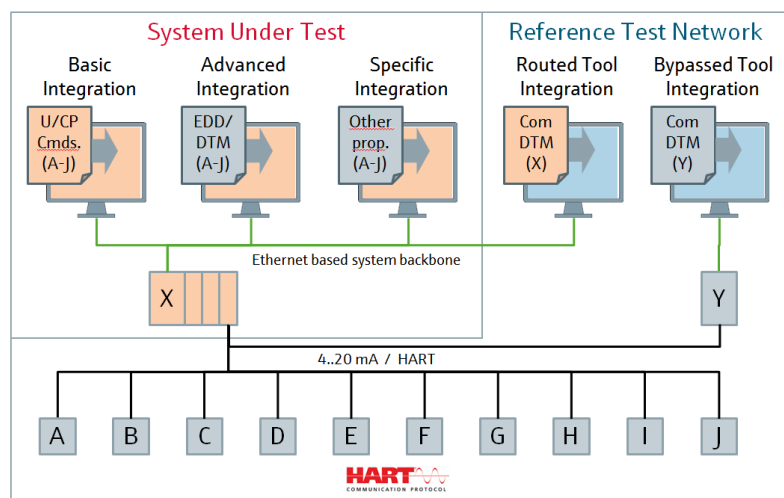 System Under Test
Reference Test Network
Basic
Integration
Advanced
Integration
Specific
Integration
Routed Tool
Integration
Bypassed Tool
Integration
U/CP
Cmds.
(A-J)
EDD/
DTM
(A-J)
Other
prop.
(A-J)
Com
DTM
(X)
Com
DTM
(Y)
Ethernet based system backbone
X
Y
4..20 mA / HART
A B C D E F G H I J
HART
COMMUNICATION PROTOCOL